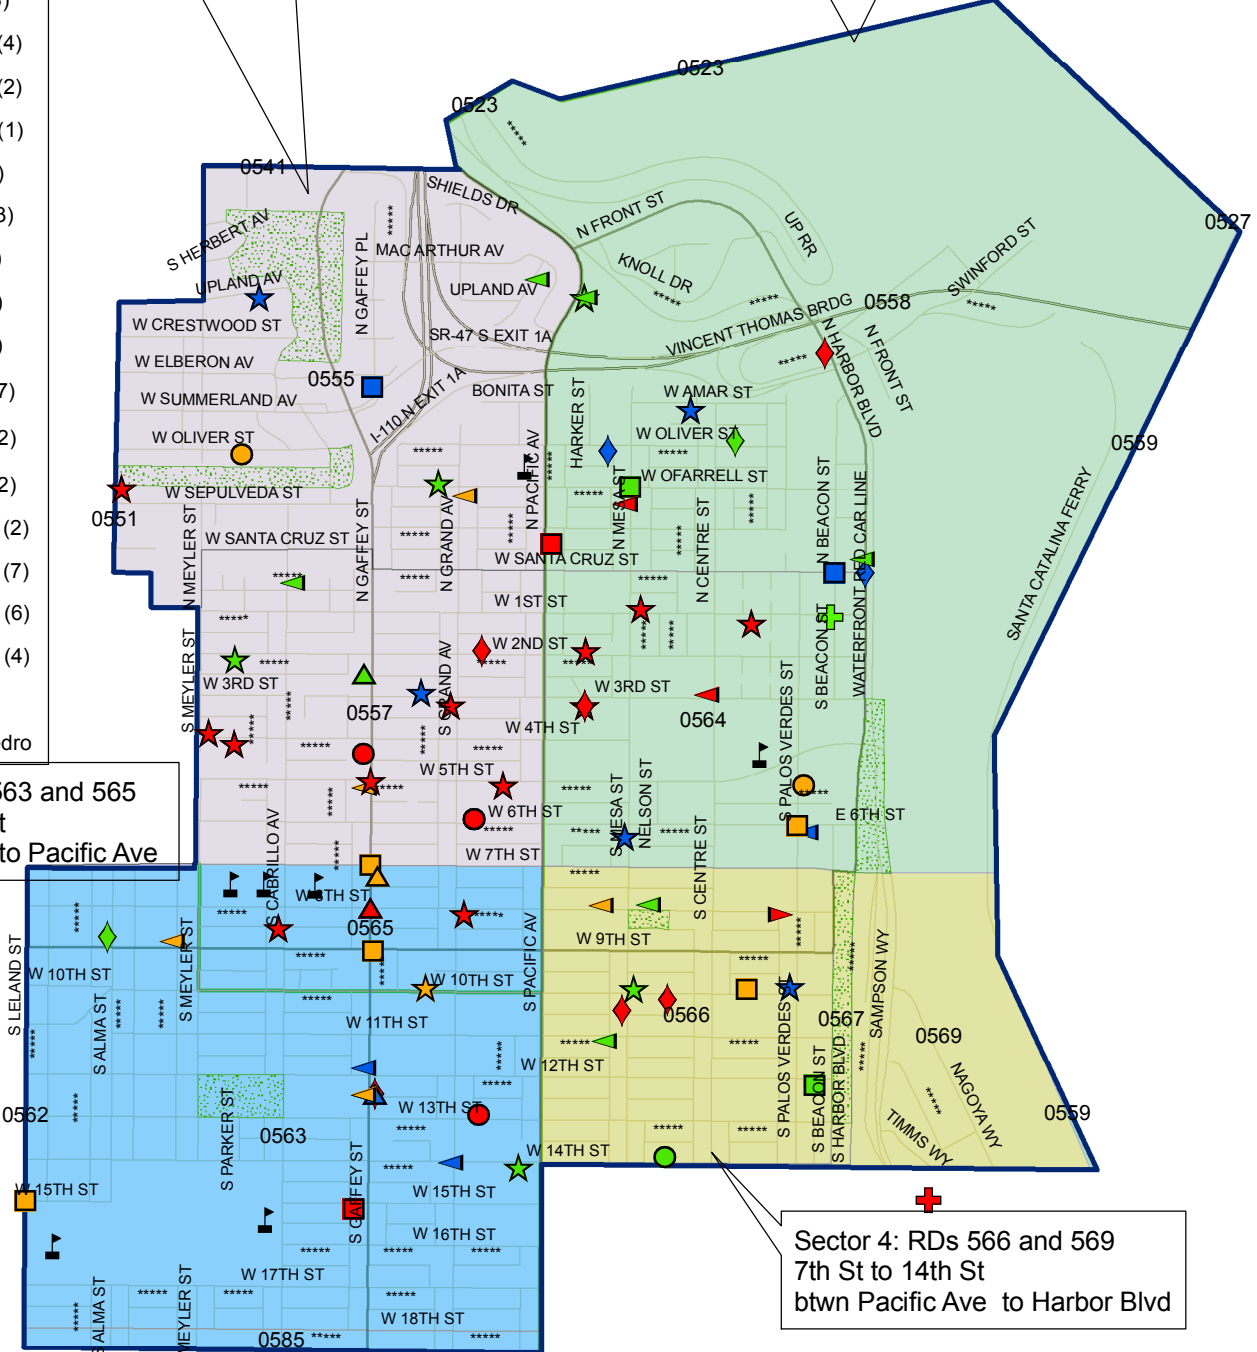 (4)
(2)
(1)
0523
0523
0541
SHIELDS DR
0527
S HERBERT AV
N GAFFEY PL
MAC ARTHUR AV
N FRONT ST
UP RR
SWINFORD ST
KNOLL DR
UPLAND AV
UPLAND AV
0558
VINCENT THOMAS BRDG
W CRESTWOOD ST
SR-47 S EXIT 1A
N HARBOR BLVD
N FRONT ST
W ELBERON AV
0555
I-110 N EXIT 1A
BONITA ST
HARKER ST
W AMAR ST
W SUMMERLAND AV
W OLIVER ST
N PACIFIC AV
W OLIVER ST
0559
W OFARRELL ST
W SEPULVEDA ST
0551
N MEYLER ST
N GAFFEY ST
N GRAND AV
N MESA ST
N CENTRE ST
N BEACON ST
WATERFRONT RED CAR LINE
SANTA CATALINA FERRY
W SANTA CRUZ ST
W SANTA CRUZ ST
(2)
(7)
(6)
(4)
W 1ST ST
W 2ND ST
S MEYLER ST
W 3RD ST
S GRAND AV
W 3RD ST
S BEACON ST
S PALOS VERDES ST
0557
0564
W 4TH ST
edro
W 5TH ST
563 and 565
to Pacific Ave
W 6TH ST
S MESA ST
NELSON ST
E 6TH ST
S CABRILLO AV
W 7TH ST
S CENTRE ST
W 8TH ST
0565
W 9TH ST
S LELAND ST
W 10TH ST
S ALMA ST
S MEYLER ST
W 10TH ST
S PACIFIC AV
W 11TH ST
0566
S PALOS VERDES ST
0567
SAMPSON WY
0569
W 12TH ST
S BEACON ST
S HARBOR BLVD
NAGOYA WY
0562
W 13TH ST
0559
TIMMS WY
S PARKER ST
0563
W 14TH ST
W 15TH ST
W 15TH ST
S GAFFEY ST
W 16TH ST
W 17TH ST
S ALMA ST
MEYLER ST
W 18TH ST
0585
Sector 4: RDs 566 and 569
7th St to 14th St
btwn Pacific Ave to Harbor Blvd